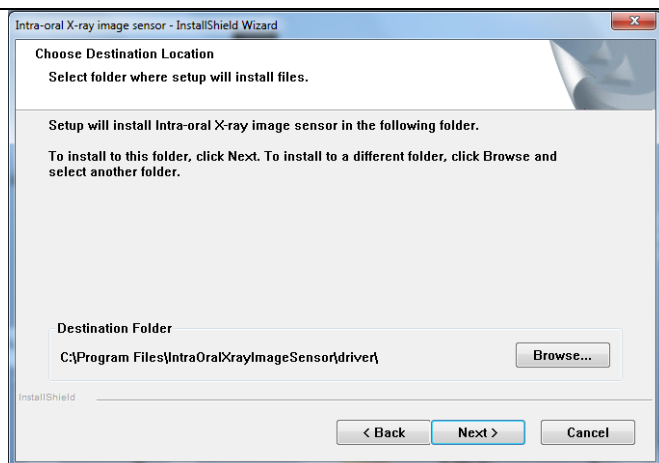 Intra-oral X-ray image sensor - InstallShield Wizard
Choose Destination Location
Select folder where setup will install files.
Setup will install Intra-oral X-ray image sensor in the following folder.
To install to this folder, click Next. To install to a different folder, click Browse and
select another folder.
Destination Folder
C:\Program Files\IntraOralXrayImageSensor\driver\
Browse...
InstallShield
< Back
Next >
Cancel